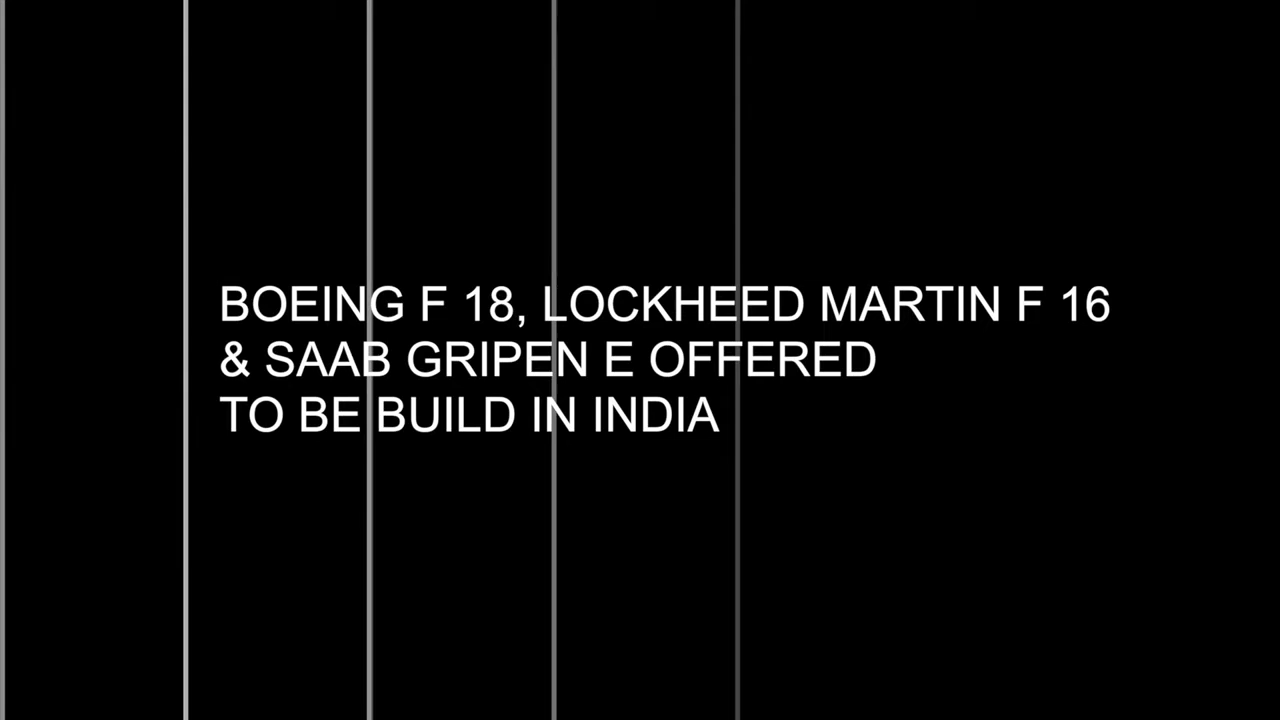 BOEING F 18, LOCKHEED MARTIN F 16
& SAAB GRIPEN E OFFERED
TO BE BUILD IN INDIA